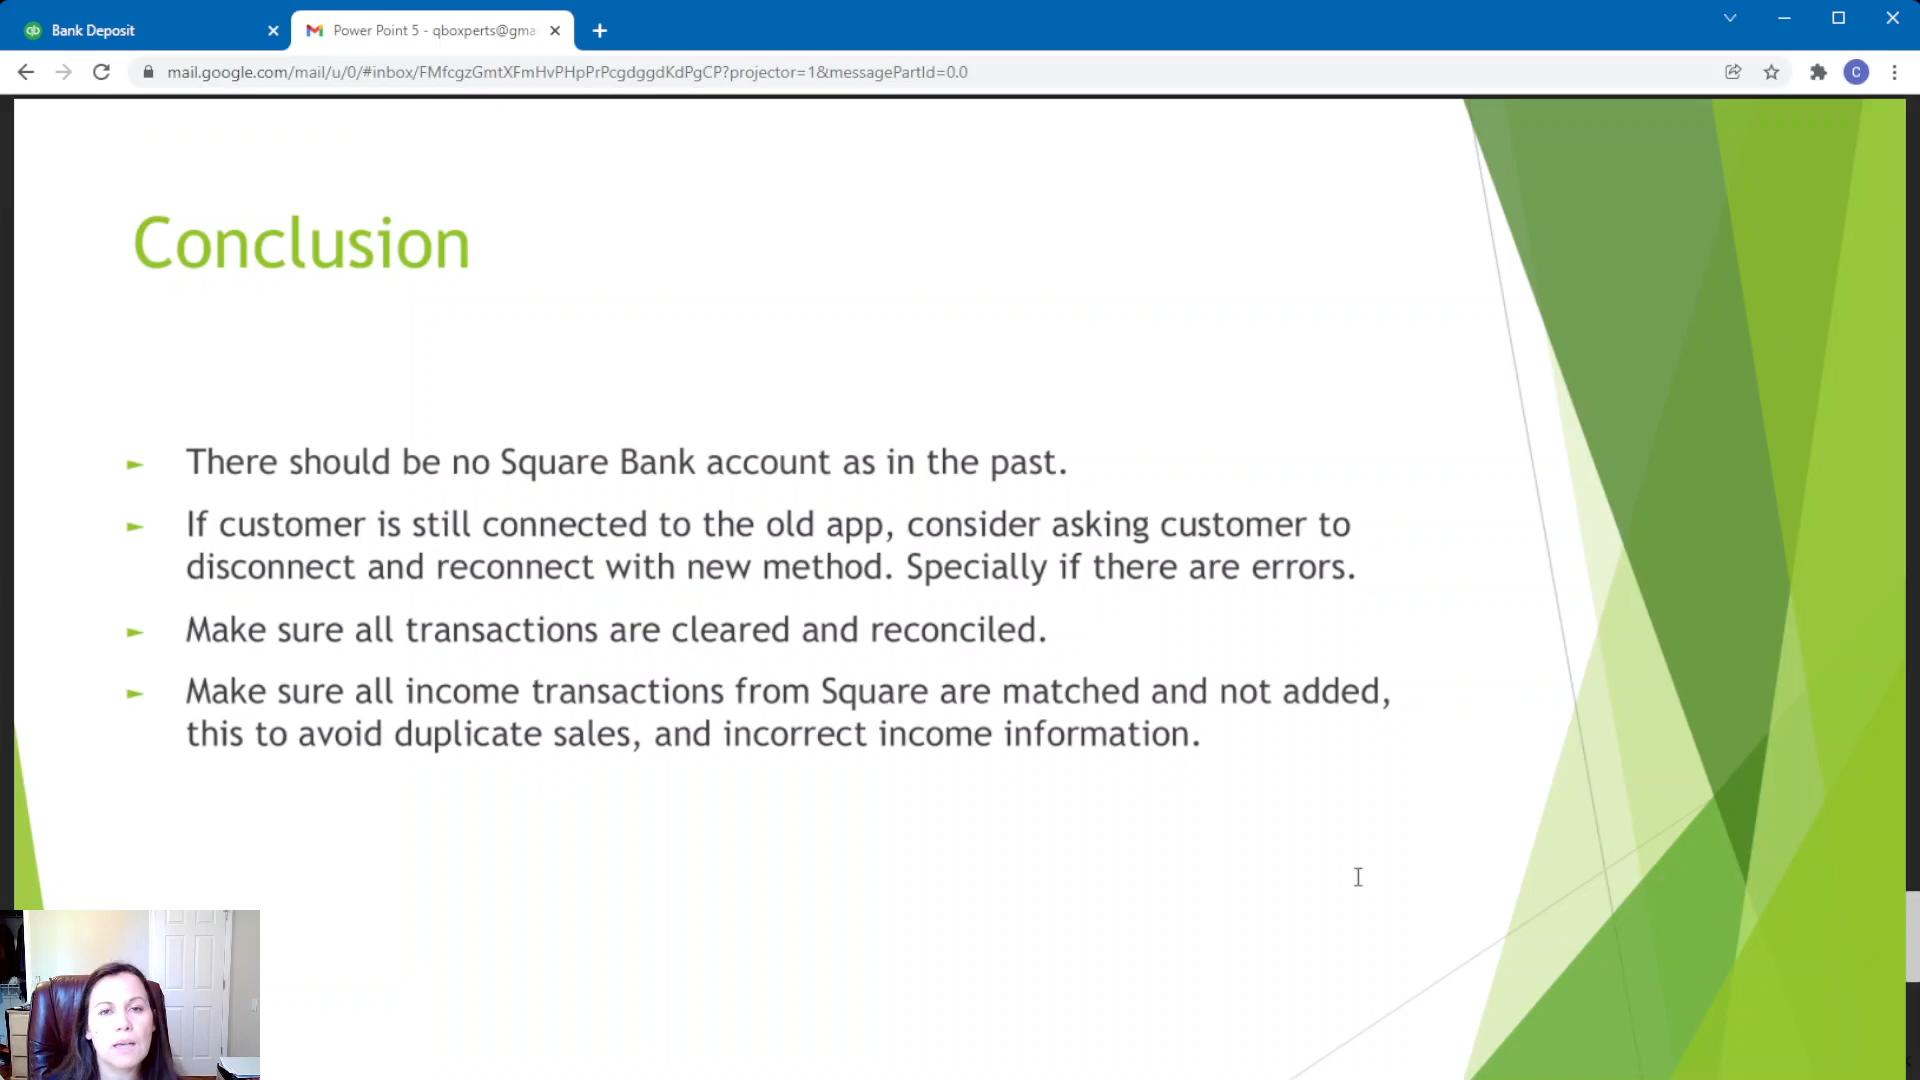 Bank Deposit
Power Point 5 - qboxperts@gma
mail.google.com/mail/u/0/#inbox/FMfcgzGmtXFmHvPHpPrPcgdggdKdPgCP?projector=1&messagePartId=0.0
C
Conclusion
► There should be no Square Bank account as in the past.
► If customer is still connected to the old app, consider asking customer to
disconnect and reconnect with new method. Specially if there are errors.
► Make sure all transactions are cleared and reconciled.
► Make sure all income transactions from Square are matched and not added,
this to avoid duplicate sales, and incorrect income information.